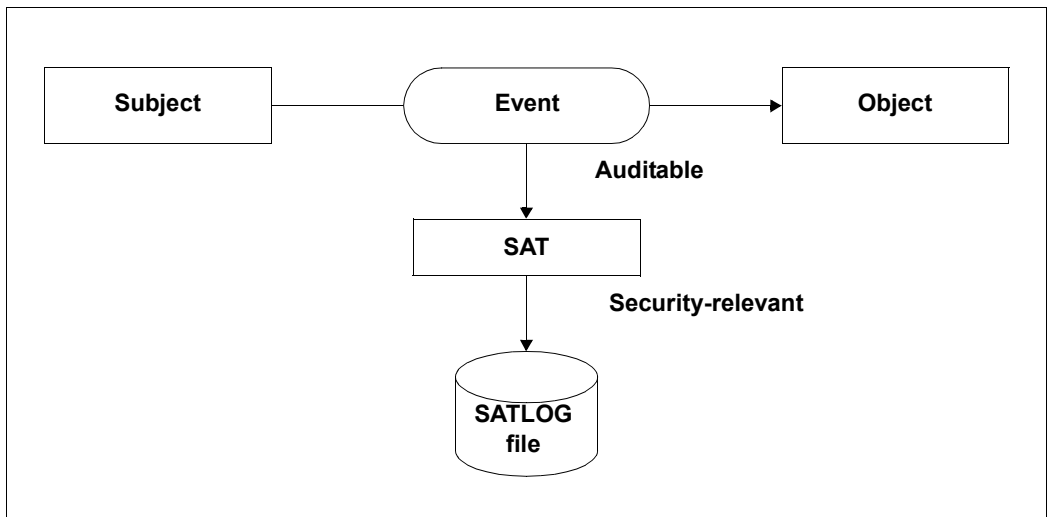 Subject
Event
Object
Auditable
SAT
Security-relevant
SATLOG
file